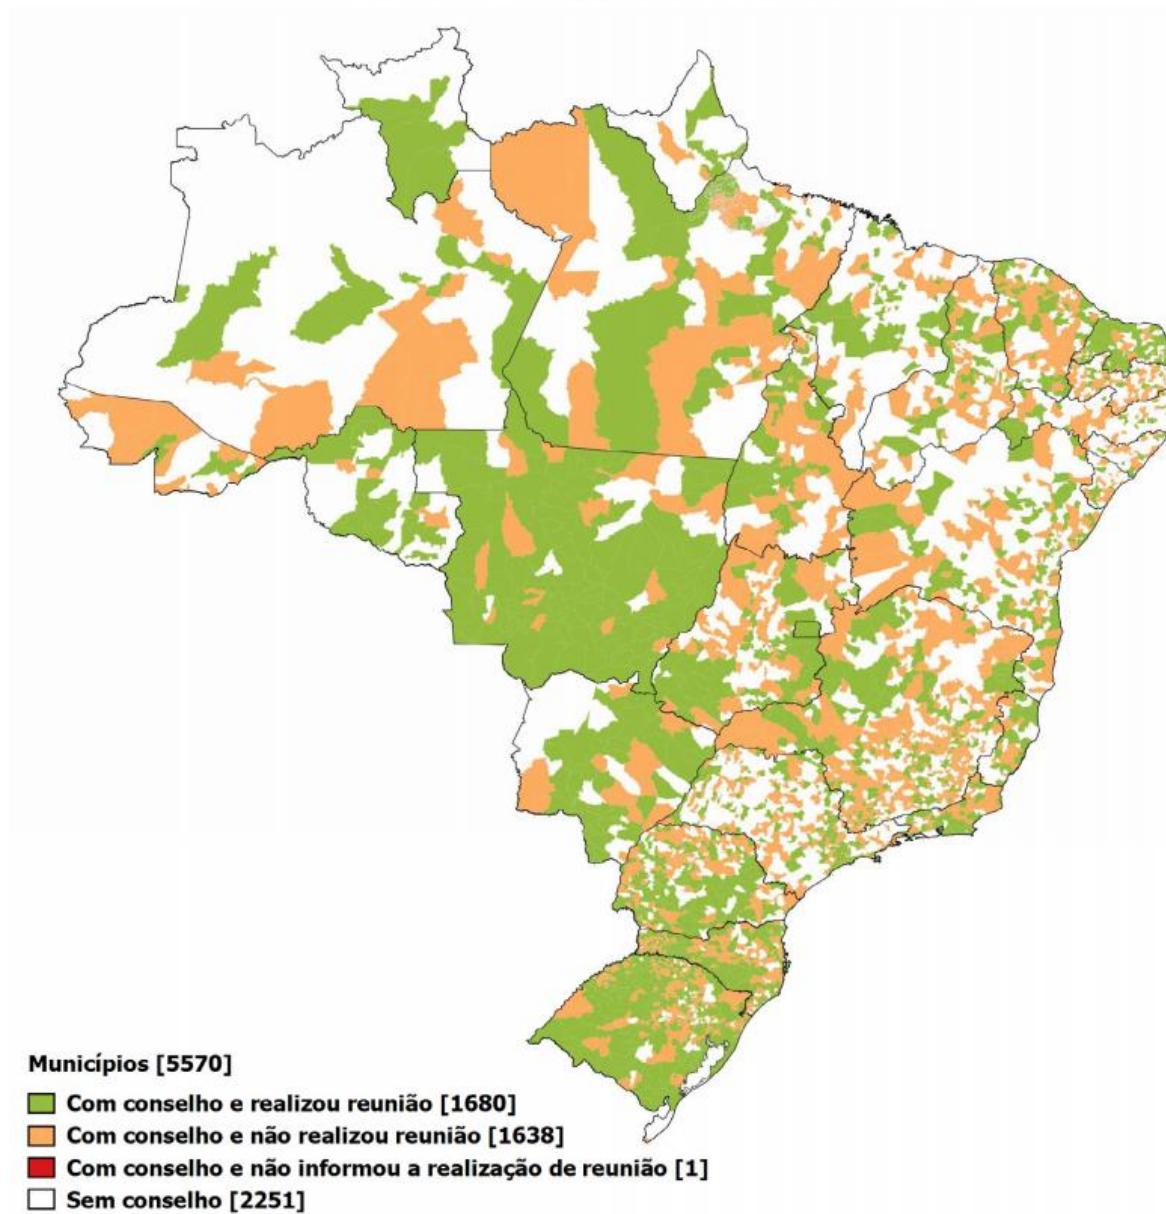 Municípios [5570]
Com conselho e realizou reunião [1680]
Com conselho e não realizou reunião [1638]
Com conselho e não informou a realização de reunião [1]
Sem conselho [2251]